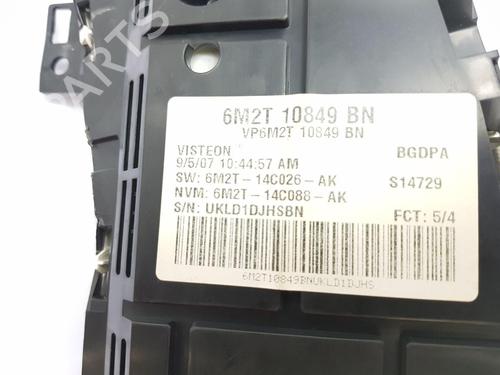 6M2T 10849 BN
VP6M2T 10849 BN
VISTEON BGDPA
9/5/07 10:44:57 AM
SW: 6M2T-14C026-AK S14729
NVM: 6M2T-14C088-AK
S/N: UKLD1DJHSBN FCT: 5/4
6M2T10849BNUKLD1DJHS
PARTS